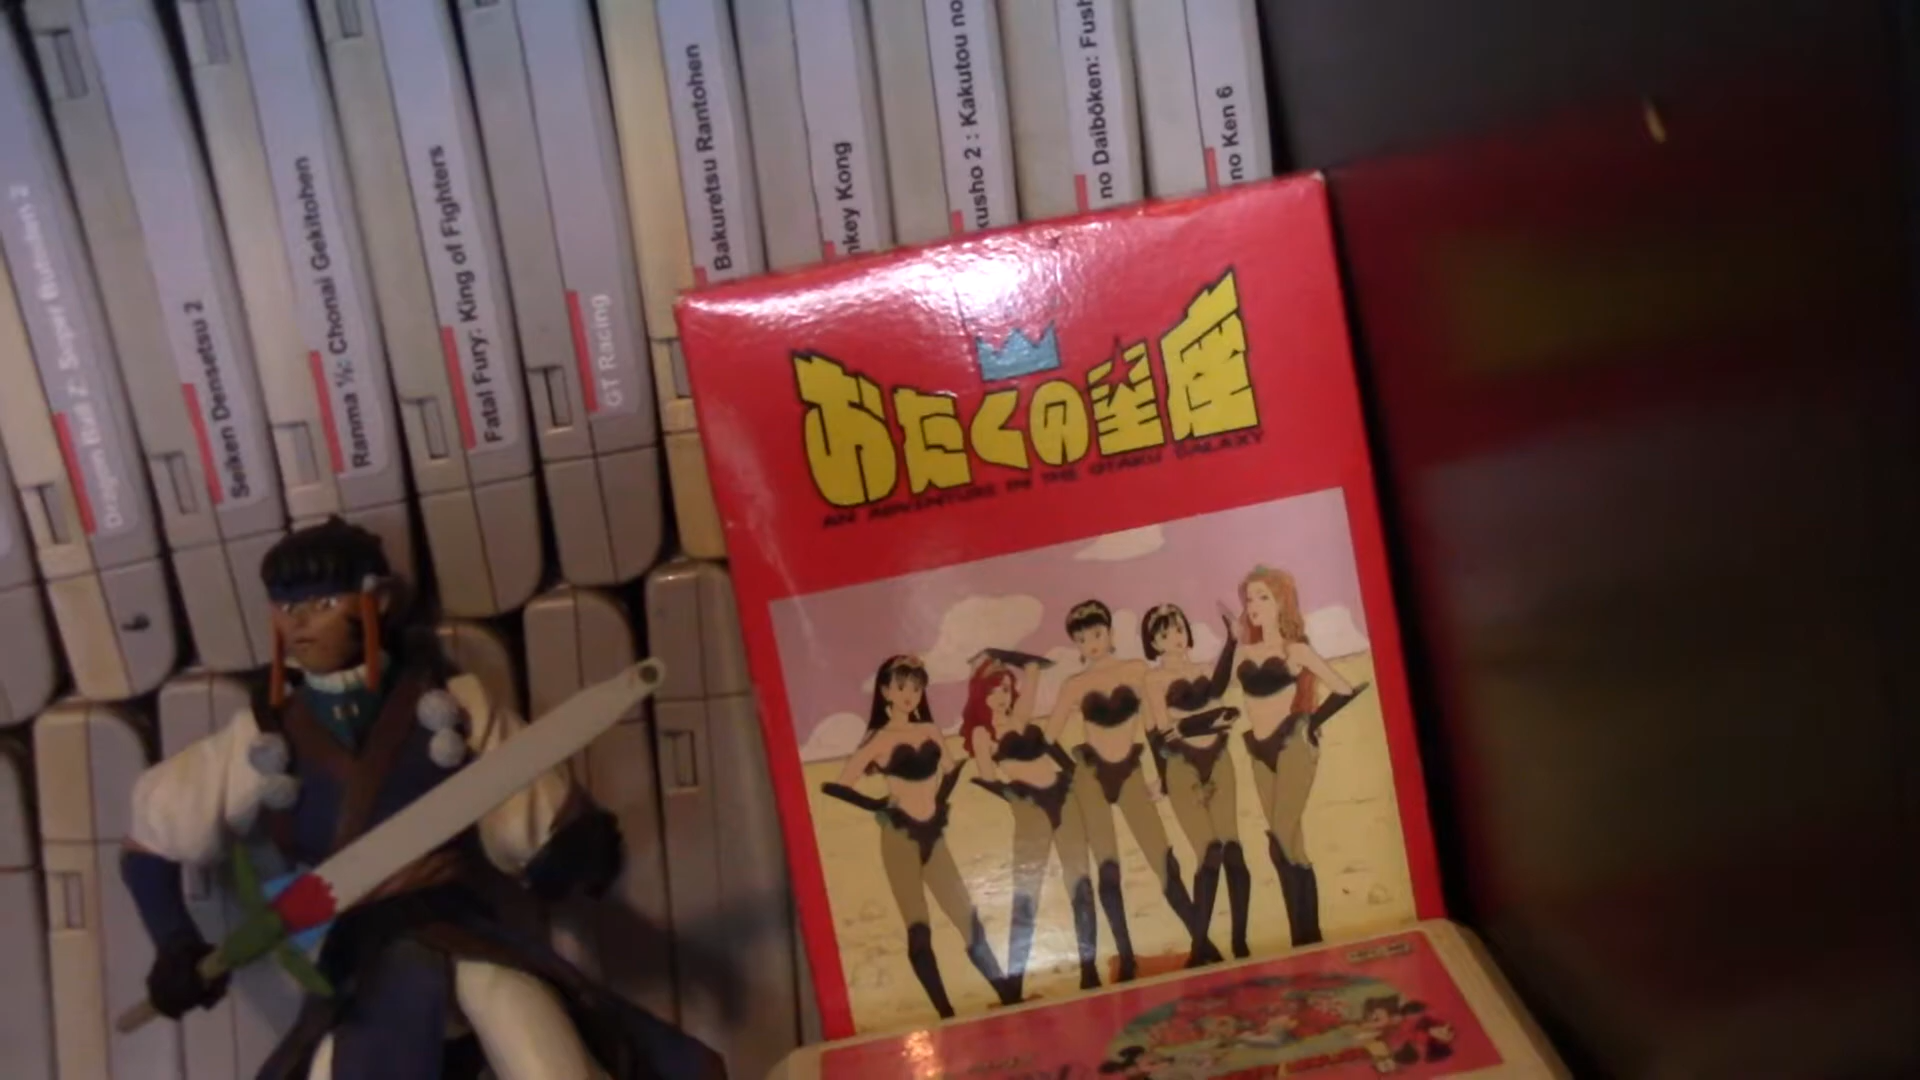 Dragon Ball Z: Super Butouden 2
Seiken Densetsu 2
Ranma ½: Chonai Gekitohen
Fatal Fury: King of Fighters
GT Racing
Bakuretsu Rantohen
nkey Kong
kusho 2 : Kakutou no
no Daibōken: Fush
no Ken 6
6
おたくの星座
AN ADVENTURE IN THE OTAKU GALAXY